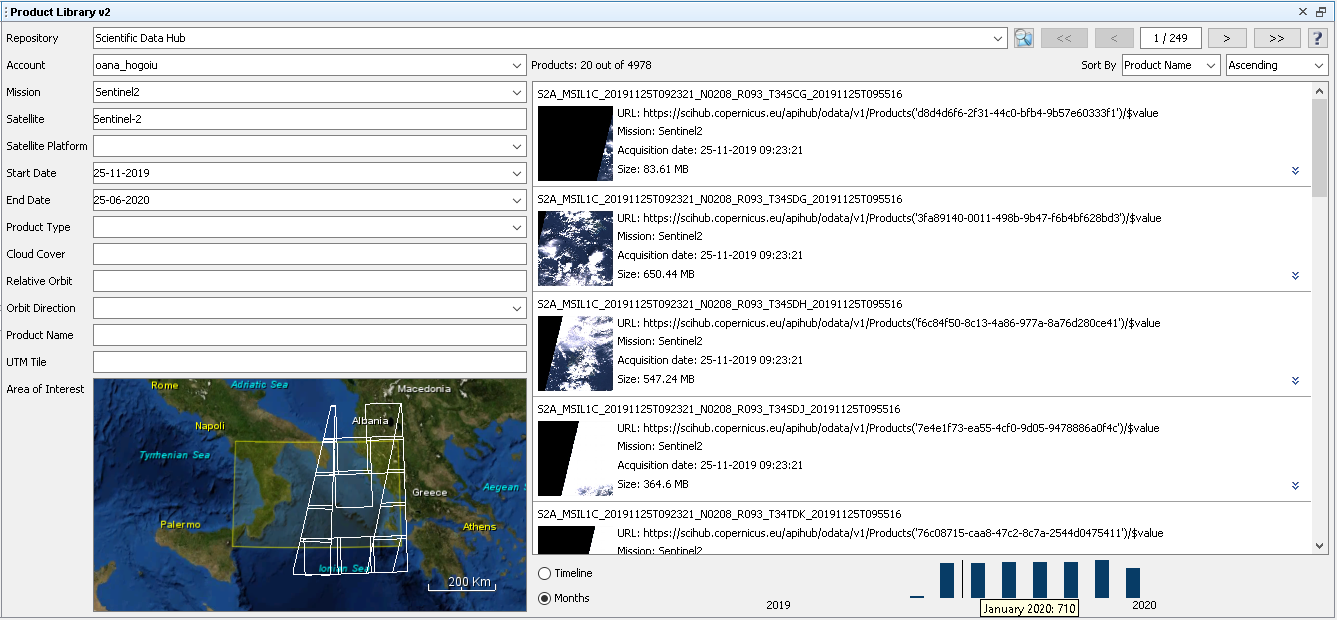 Product Library v2
Repository Scientific Data Hub << < 1 / 249 > >> ?
Account oana_hogoiu
Products: 20 out of 4978 Sort By Product Name Ascending
Mission Sentinel2
Satellite Sentinel-2
Satellite Platform
Start Date 25-11-2019
End Date 25-06-2020
Product Type
Cloud Cover
Relative Orbit
Orbit Direction
Product Name
UTM Tile
Area of Interest
Rome Adriatic Sea Macedonia
Napoli Albania
Tyrrhenian Sea
Greece Aegean
Palermo Athens
Ionian Sea
200 Km
S2A_MSIL1C_20191125T092321_N0208_R093_T34SCG_20191125T095516
URL: https://scihub.copernicus.eu/apihub/odata/v1/Products('d8d4d6f6-2f31-44c0-bfb4-9b57e60333f1')/$value
Mission: Sentinel2
Acquisition date: 25-11-2019 09:23:21
Size: 83.61 MB
S2A_MSIL1C_20191125T092321_N0208_R093_T34SDG_20191125T095516
URL: https://scihub.copernicus.eu/apihub/odata/v1/Products('3fa89140-0011-498b-9b47-f6b4bf628bd3')/$value
Mission: Sentinel2
Acquisition date: 25-11-2019 09:23:21
Size: 650.44 MB
S2A_MSIL1C_20191125T092321_N0208_R093_T34SDH_20191125T095516
URL: https://scihub.copernicus.eu/apihub/odata/v1/Products('f6c84f50-8c13-4a86-977a-8a76d280ce41')/$value
Mission: Sentinel2
Acquisition date: 25-11-2019 09:23:21
Size: 547.24 MB
S2A_MSIL1C_20191125T092321_N0208_R093_T34SDJ_20191125T095516
URL: https://scihub.copernicus.eu/apihub/odata/v1/Products('7e4e1f73-ea55-4cf0-9d05-9478886a0f4c')/$value
Mission: Sentinel2
Acquisition date: 25-11-2019 09:23:21
Size: 364.6 MB
S2A_MSIL1C_20191125T092321_N0208_R093_T34TDK_20191125T095516
URL: https://scihub.copernicus.eu/apihub/odata/v1/Products('76c08715-caa8-47c2-8c7a-2544d0475411')/$value
Mission: Sentinel2
Timeline
Months
2019 January 2020: 710 2020